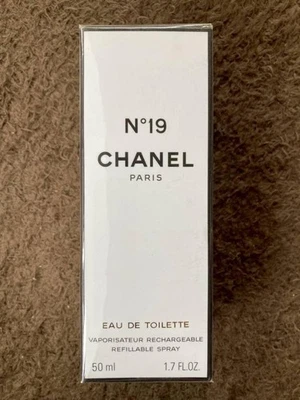 N°19
CHANEL
PARIS
EAU DE TOILETTE
VAPORISATEUR RECHARGEABLE
REFILLABLE SPRAY
50 ml 1.7 FL.OZ.